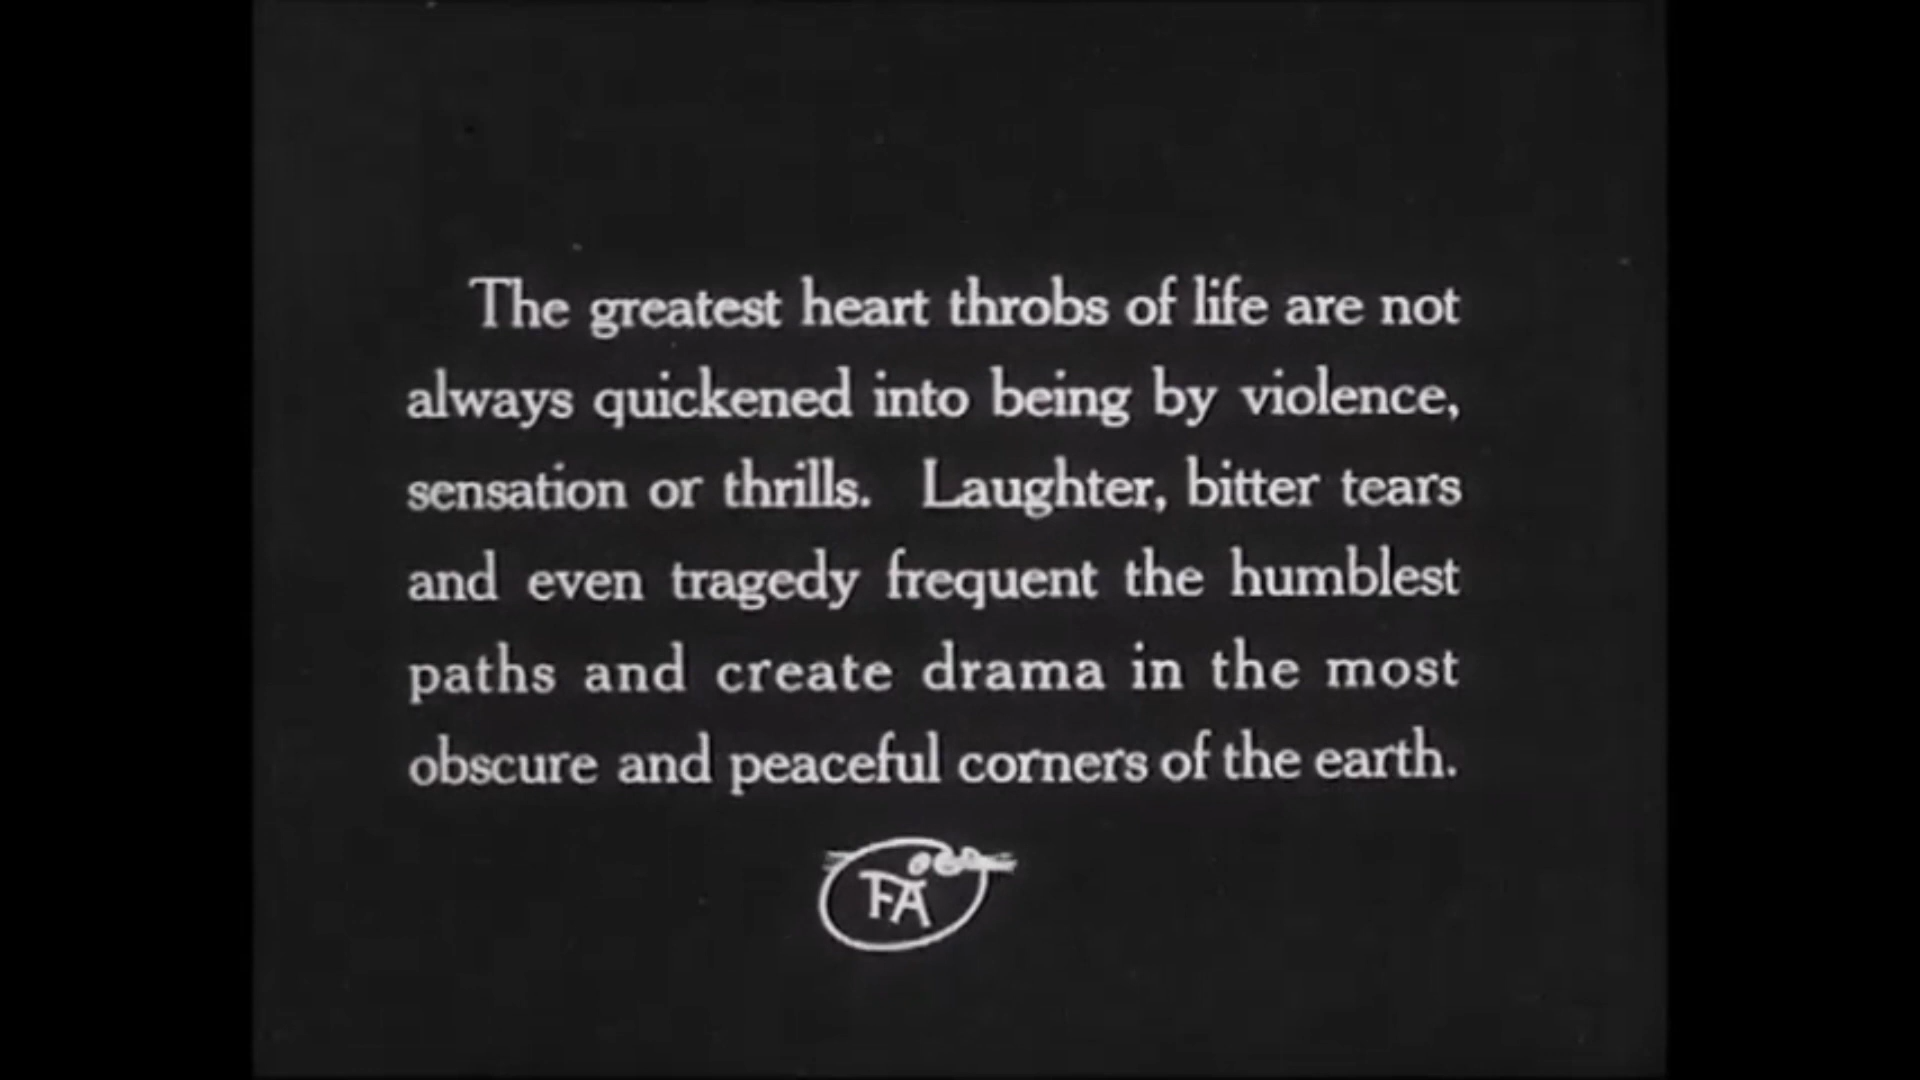 The greatest heart throbs of life are not
always quickened into being by violence,
sensation or thrills. Laughter, bitter tears
and even tragedy frequent the humblest
paths and create drama in the most
obscure and peaceful corners of the earth.
FA